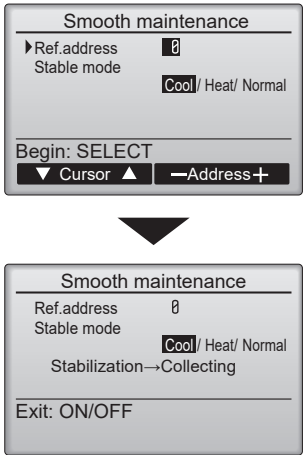 Smooth maintenance
▶Ref.address 0
Stable mode
Cool / Heat/ Normal
Begin: SELECT
▼ Cursor ▲ −Address+
Smooth maintenance
Ref.address 0
Stable mode
Cool / Heat/ Normal
Stabilization→Collecting
Exit: ON/OFF